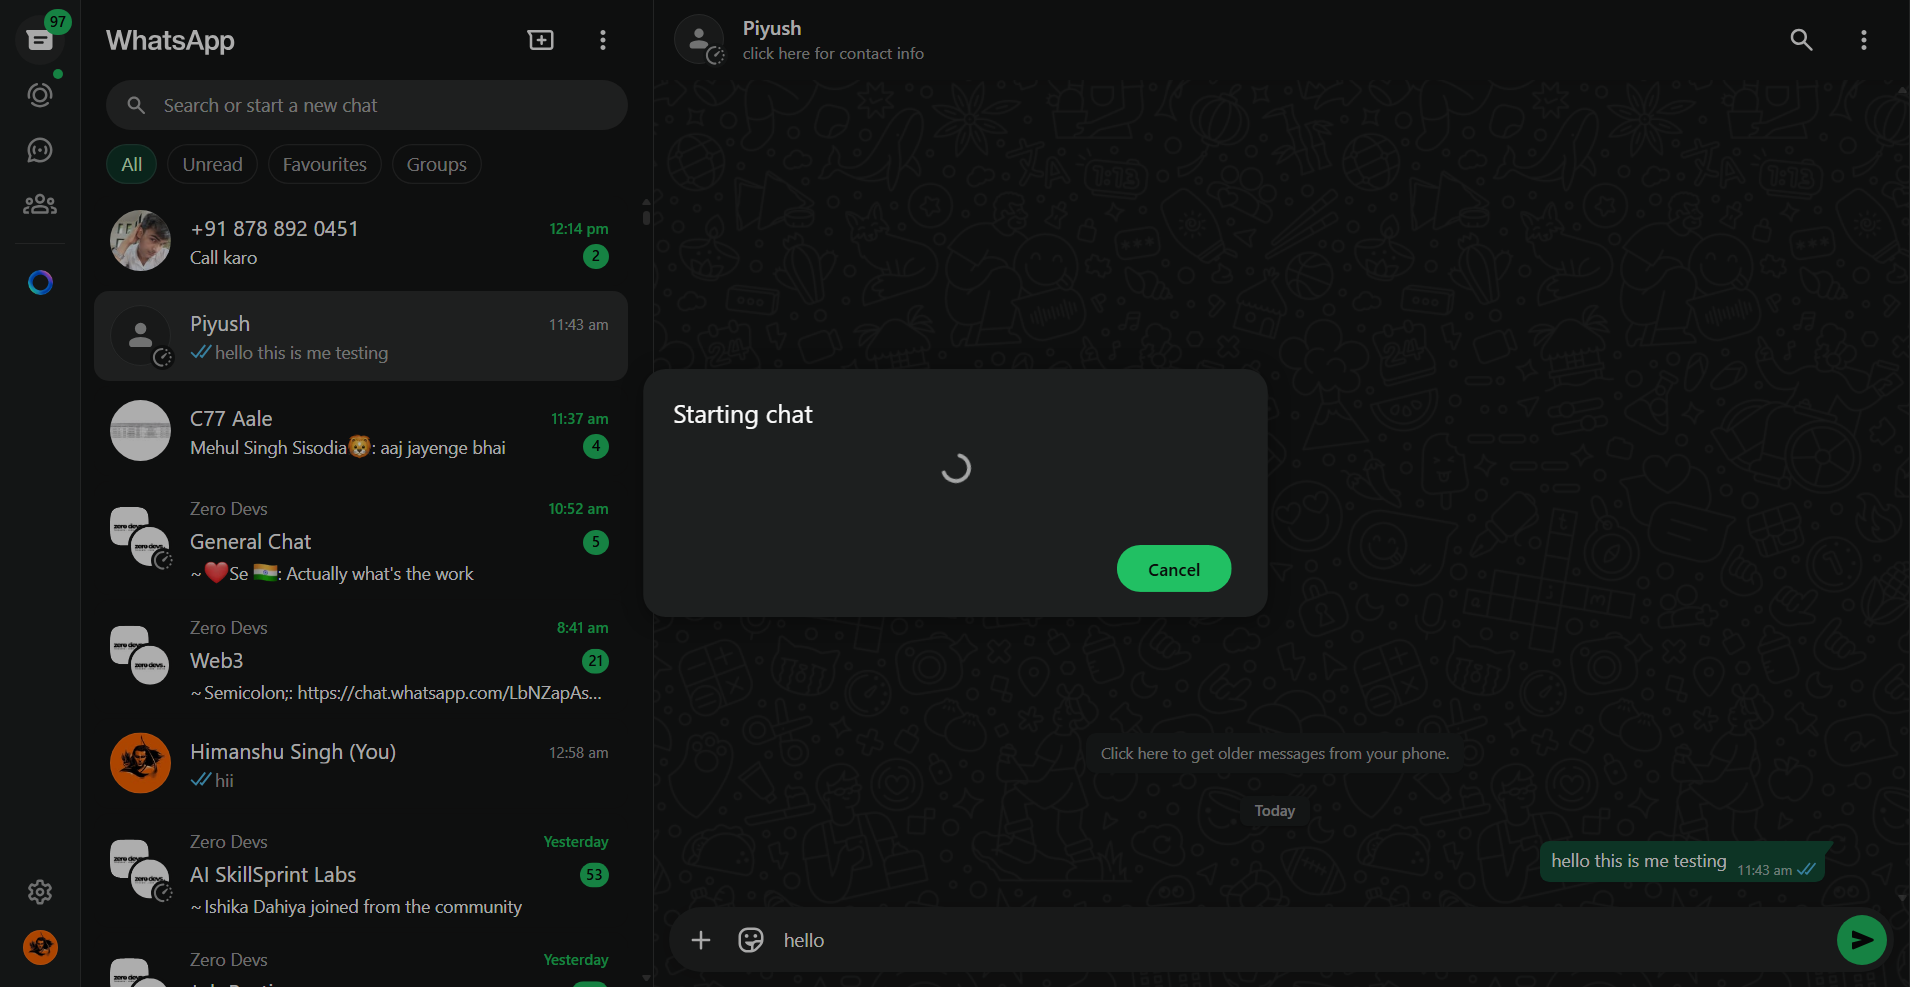 97
WhatsApp
Search or start a new chat
All
Unread
Favourites
Groups
+91 878 892 0451
12:14 pm
Call karo
2
Piyush
11:43 am
hello this is me testing
C77 Aale
11:37 am
Mehul Singh Sisodia🦁: aaj jayenge bhai
4
Zero Devs
10:52 am
General Chat
5
~❤️Se 🇮🇳: Actually what's the work
Zero Devs
8:41 am
Web3
21
~Semicolon;: https://chat.whatsapp.com/LbNZapAs...
Himanshu Singh (You)
12:58 am
hii
Zero Devs
Yesterday
AI SkillSprint Labs
53
~Ishika Dahiya joined from the community
Zero Devs
Yesterday
Piyush
click here for contact info
Starting chat
Cancel
Click here to get older messages from your phone.
Today
hello this is me testing
11:43 am
hello